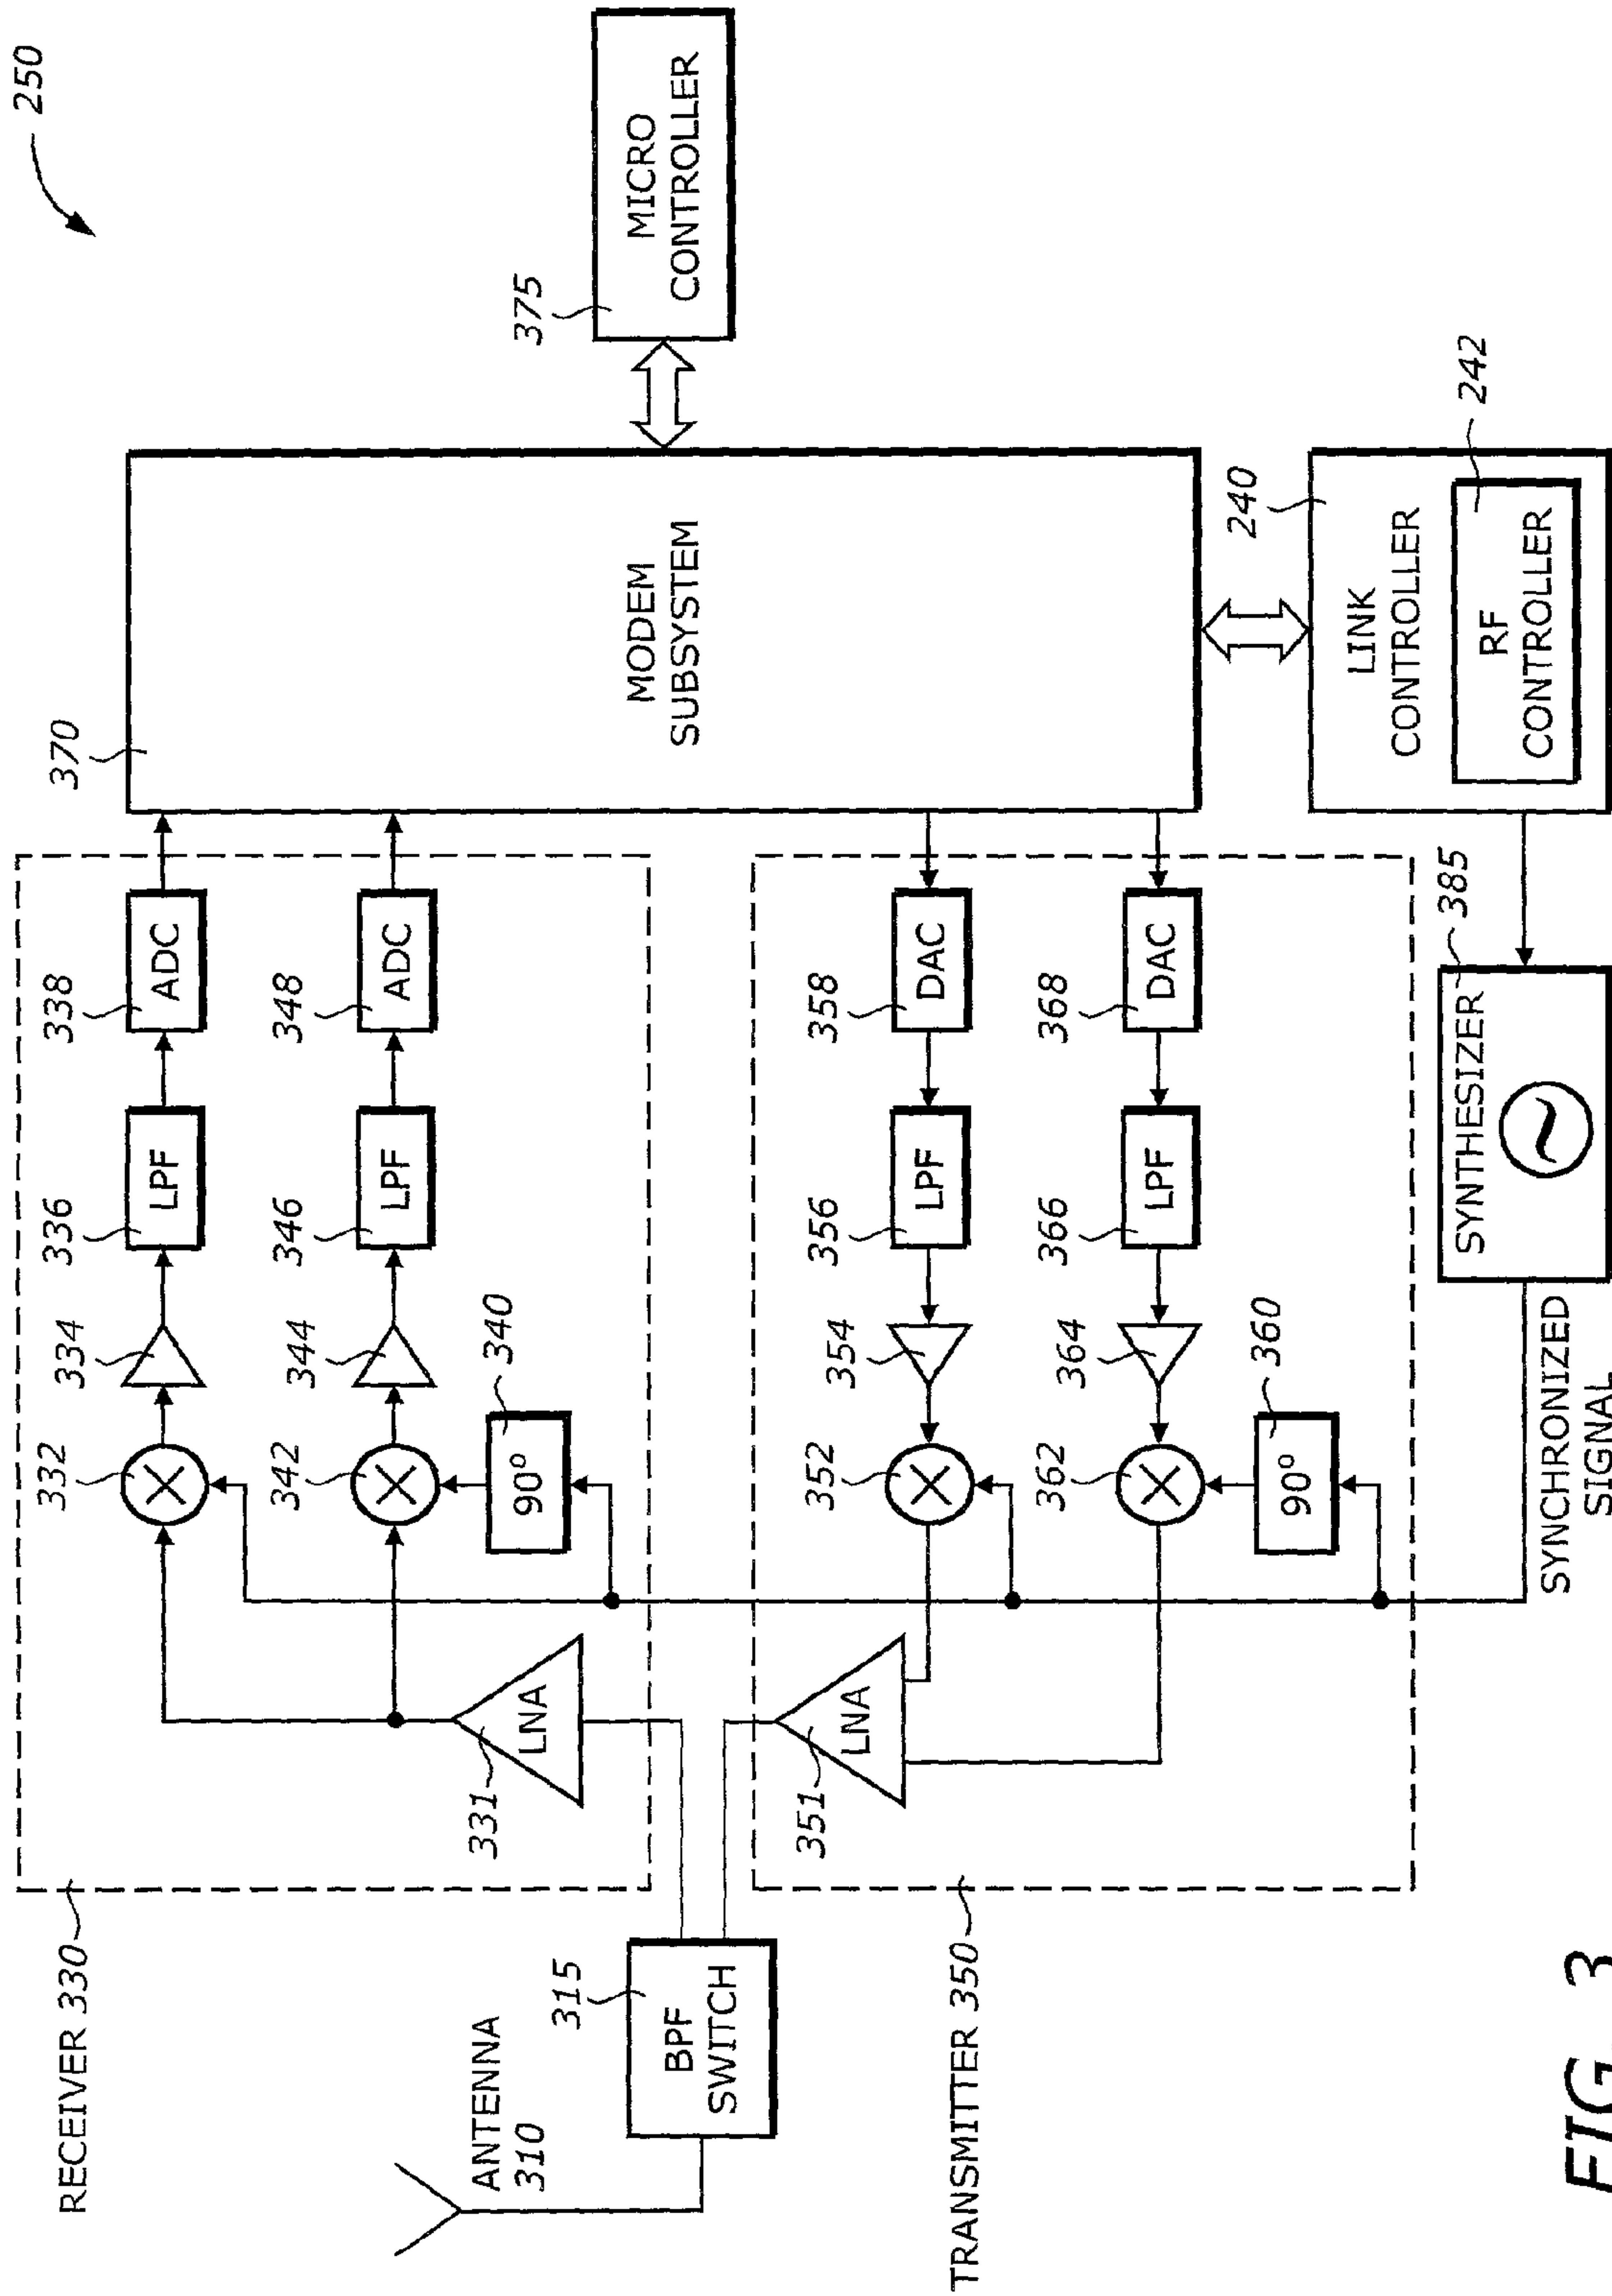 250
RECEIVER 330
332
334
336
LPF
338
ADC
370
342
344
346
LPF
348
ADC
340
90°
331
LNA
ANTENNA
310
315
BPF
SWITCH
MODEM
SUBSYSTEM
375
MICRO
CONTROLLER
TRANSMITTER 350
351
LNA
352
354
356
LPF
358
DAC
362
364
366
LPF
368
DAC
360
90°
240
LINK
CONTROLLER
242
RF
CONTROLLER
385
SYNTHESIZER
SYNCHRONIZED
SIGNAL
FIG. 3